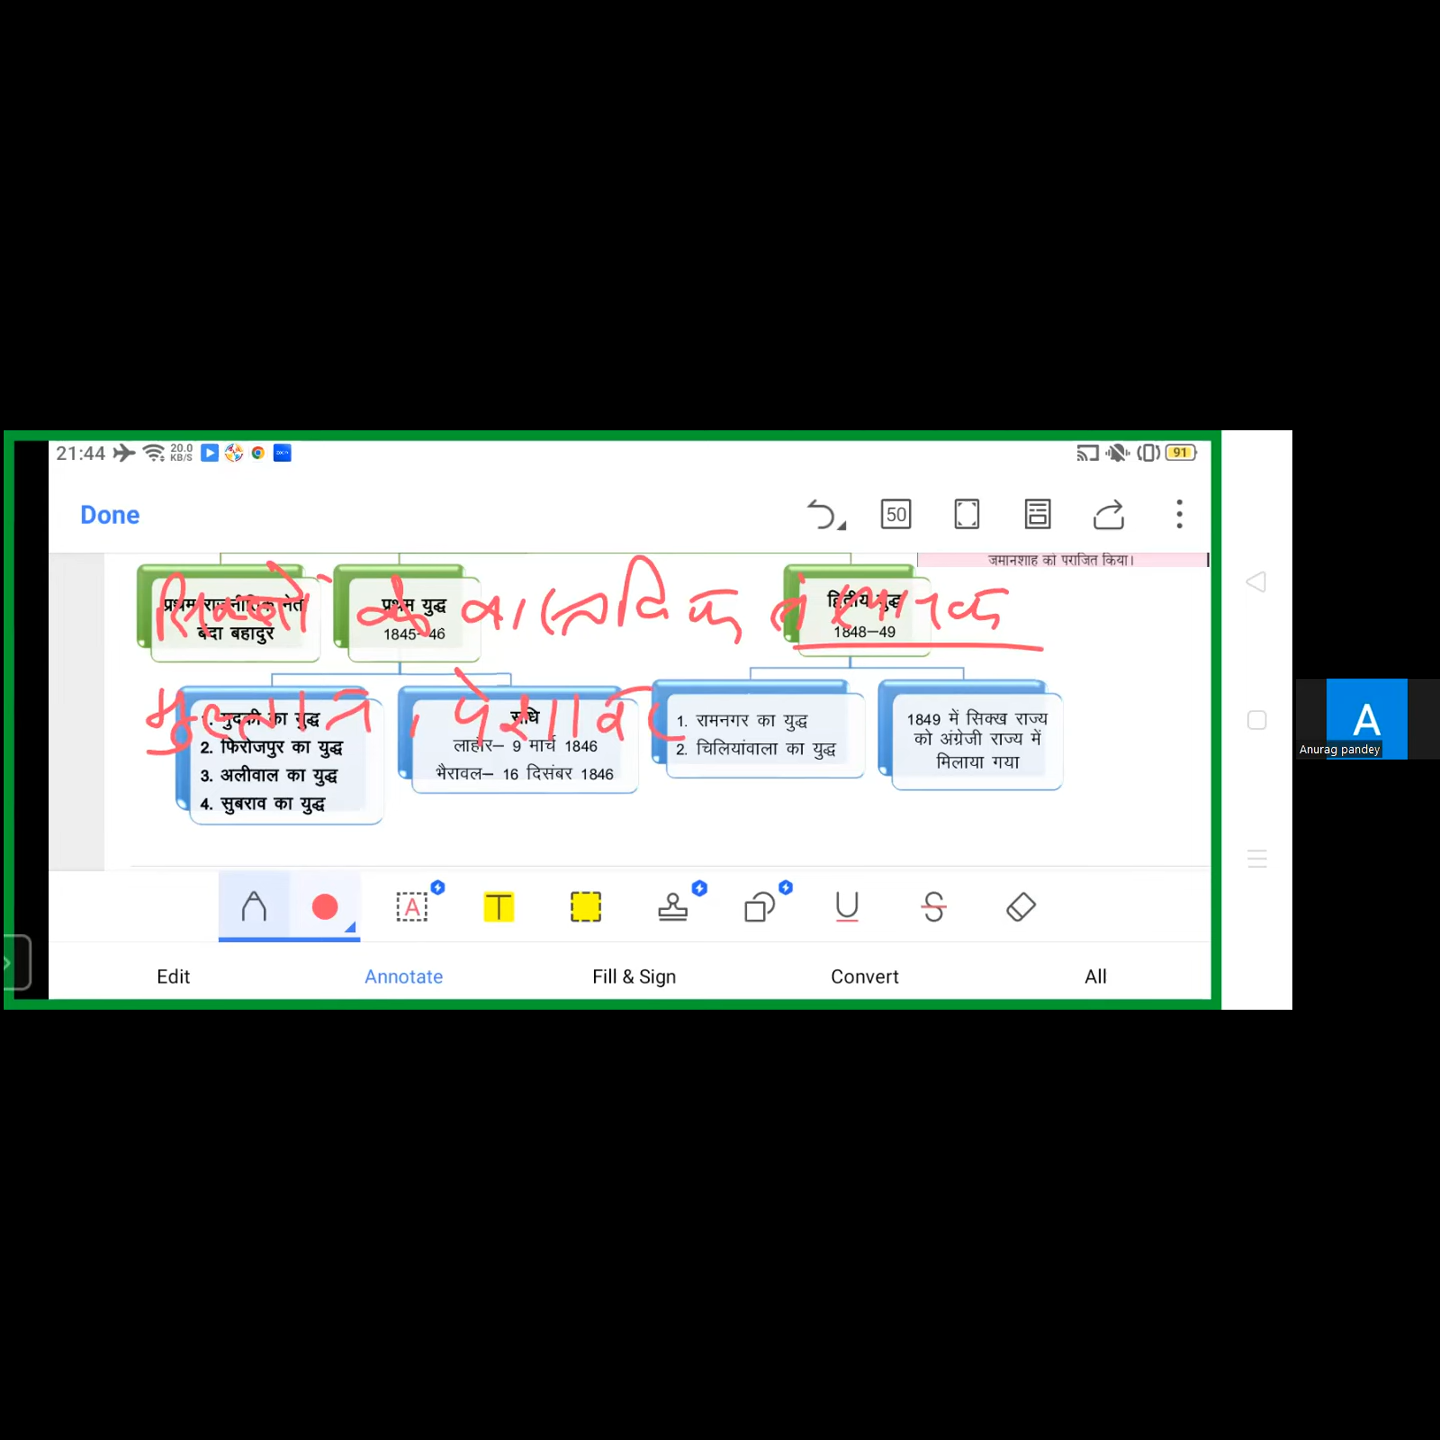 21:44 20.0 KB/S 91
Done 50
जमानशाह को पराजित किया।
प्रथम राजनीतिक नेता
बंदा बहादुर
प्रथम युद्ध
1845–46
द्वितीय युद्ध
1848–49
सिक्खों के वास्तविक संस्थापक
मुल्तान, पेशावर
1. मुदकी का युद्ध
2. फिरोजपुर का युद्ध
3. अलीवाल का युद्ध
4. सुबराव का युद्ध
संधि
लाहौर– 9 मार्च 1846
भैरावल– 16 दिसंबर 1846
1. रामनगर का युद्ध
2. चिलियांवाला का युद्ध
1849 में सिक्ख राज्य
को अंग्रेजी राज्य में
मिलाया गया
A
Anurag pandey
Edit Annotate Fill & Sign Convert All